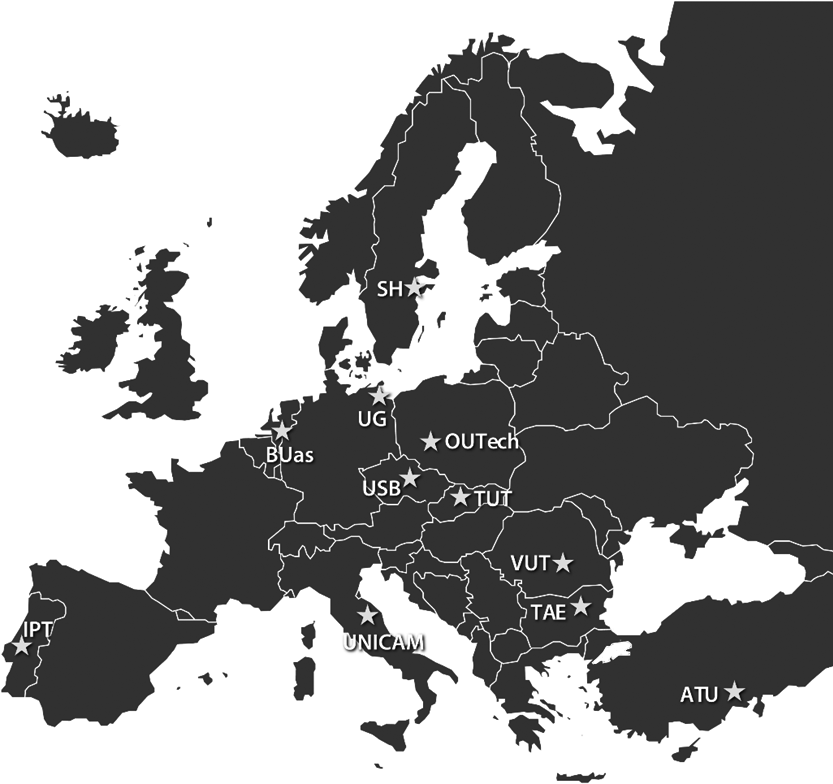 SH
UG
OUTech
BUas
USB
TUT
VUT
TAE
IPT
UNICAM
ATU